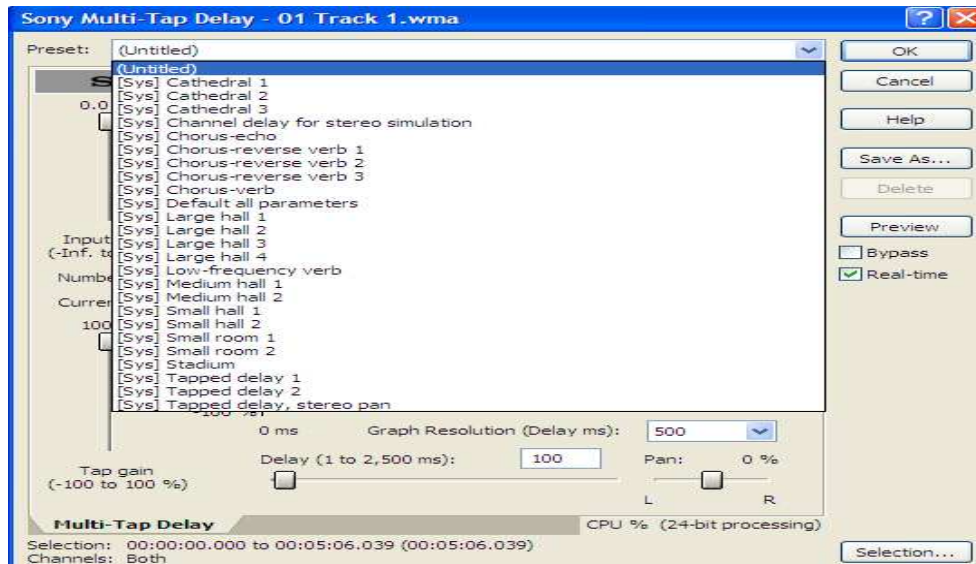 Sony Multi-Tap Delay - 01 Track 1.wma
Preset: (Untitled)
OK
(Untitled)
[Sys] Cathedral 1
Cancel
[Sys] Cathedral 2
0.0
[Sys] Cathedral 3
[Sys] Channel delay for stereo simulation
Help
[Sys] Chorus-echo
[Sys] Chorus-reverse verb 1
[Sys] Chorus-reverse verb 2
Save As...
[Sys] Chorus-reverse verb 3
[Sys] Chorus-verb
Delete
[Sys] Default all parameters
[Sys] Large hall 1
[Sys] Large hall 2
Preview
Input
[Sys] Large hall 3
(-Inf. to
[Sys] Large hall 4
Bypass
[Sys] Low-frequency verb
Numbe
[Sys] Medium hall 1
Real-time
[Sys] Medium hall 2
Curren
[Sys] Small hall 1
100
[Sys] Small hall 2
[Sys] Small room 1
[Sys] Small room 2
[Sys] Stadium
[Sys] Tapped delay 1
[Sys] Tapped delay 2
[Sys] Tapped delay, stereo pan
0 ms Graph Resolution (Delay ms): 500
Delay (1 to 2,500 ms): 100 Pan: 0 %
Tap gain
(-100 to 100 %)
L R
Multi-Tap Delay CPU % (24-bit processing)
Selection: 00:00:00.000 to 00:05:06.039 (00:05:06.039)
Selection...
Channels: Both